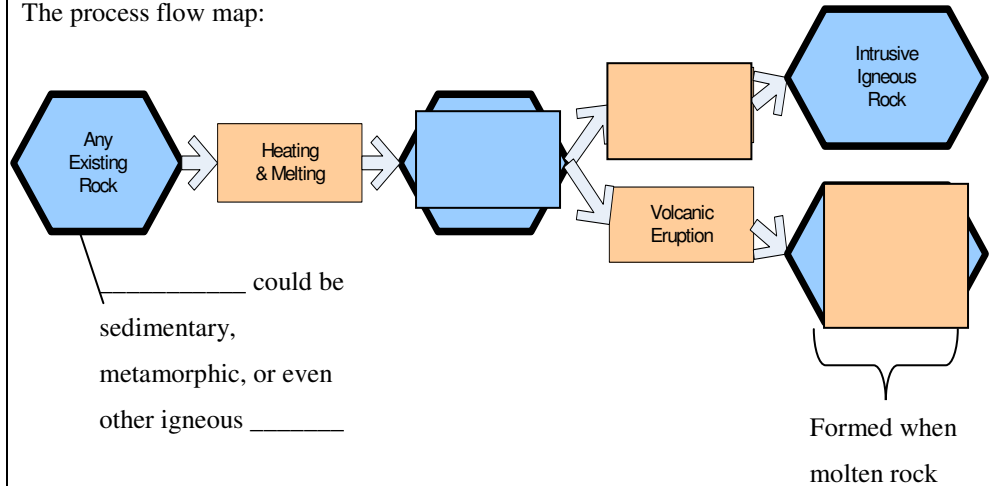 The process flow map:
Any
Existing
Rock
Heating
& Melting
Intrusive
Igneous
Rock
Volcanic
Eruption
___________ could be
sedimentary,
metamorphic, or even
other igneous _______
Formed when
molten rock